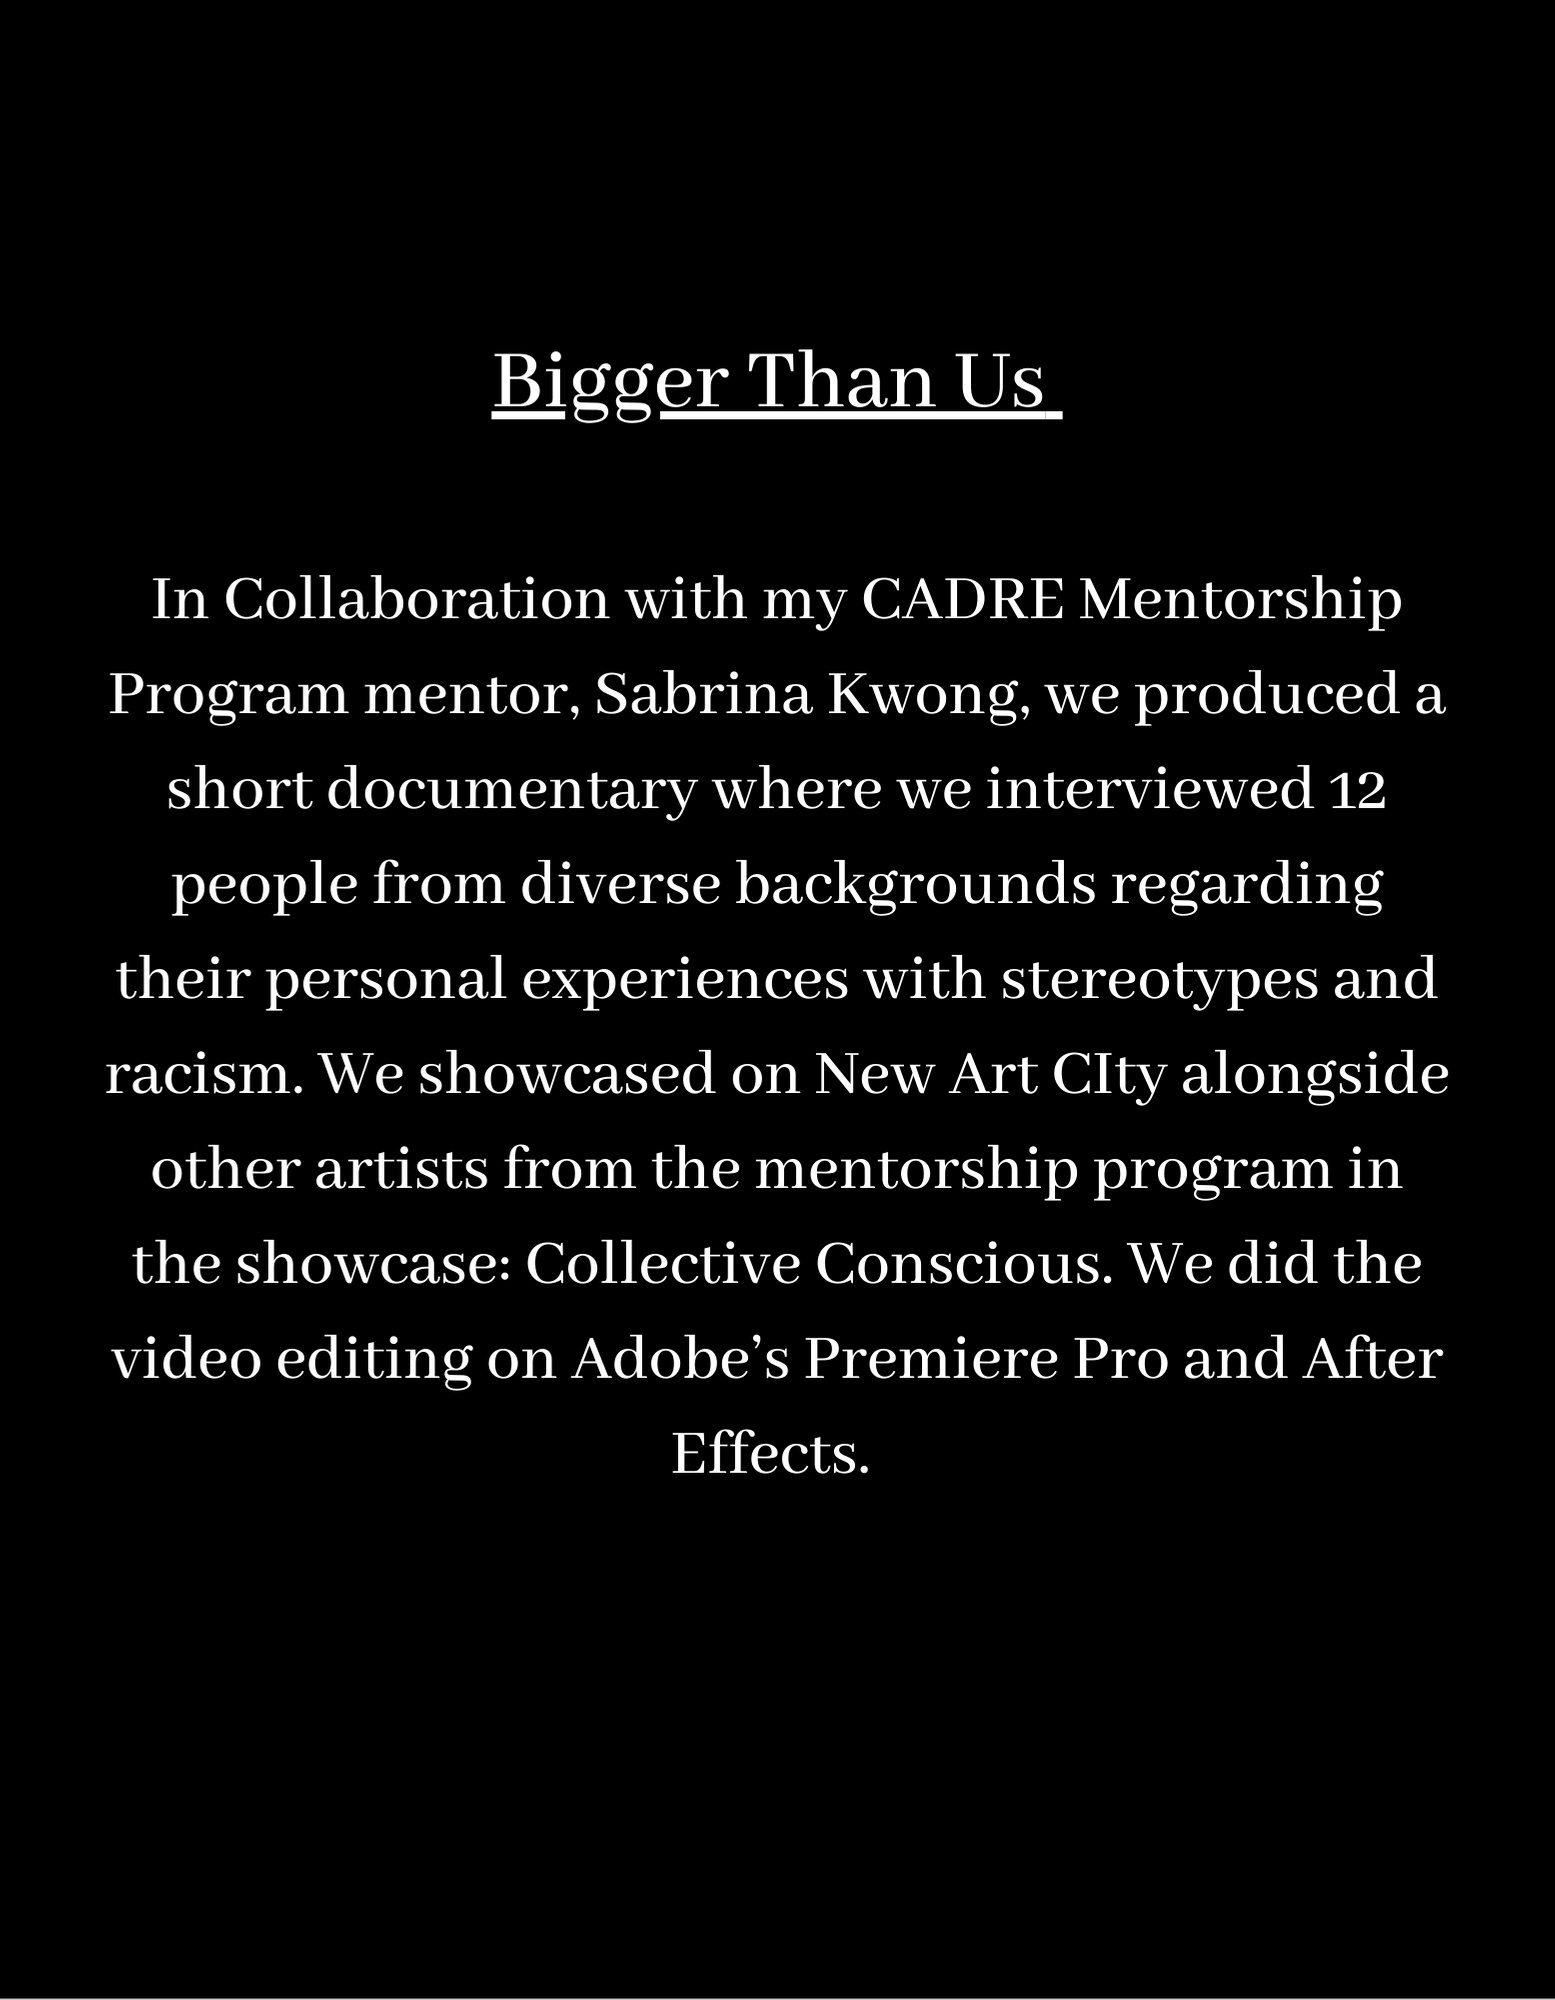 Bigger Than Us
In Collaboration with my CADRE Mentorship
Program mentor, Sabrina Kwong, we produced a
short documentary where we interviewed 12
people from diverse backgrounds regarding
their personal experiences with stereotypes and
racism. We showcased on New Art CIty alongside
other artists from the mentorship program in
the showcase: Collective Conscious. We did the
video editing on Adobe’s Premiere Pro and After
Effects.